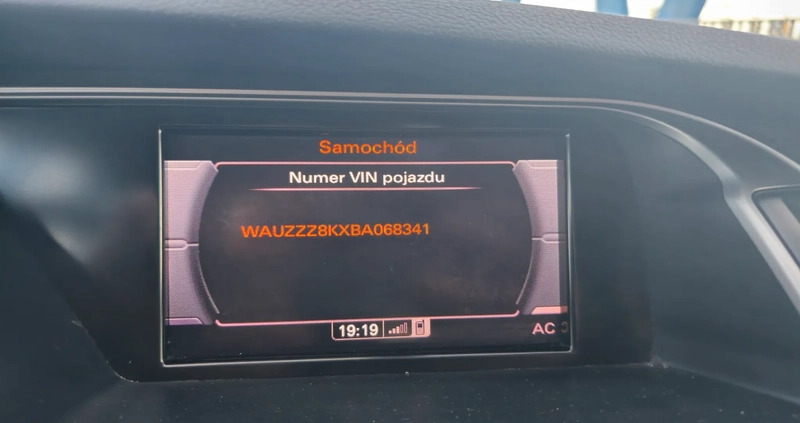 Samochód
Numer VIN pojazdu
WAUZZZ8KXBA068341
19:19
AC